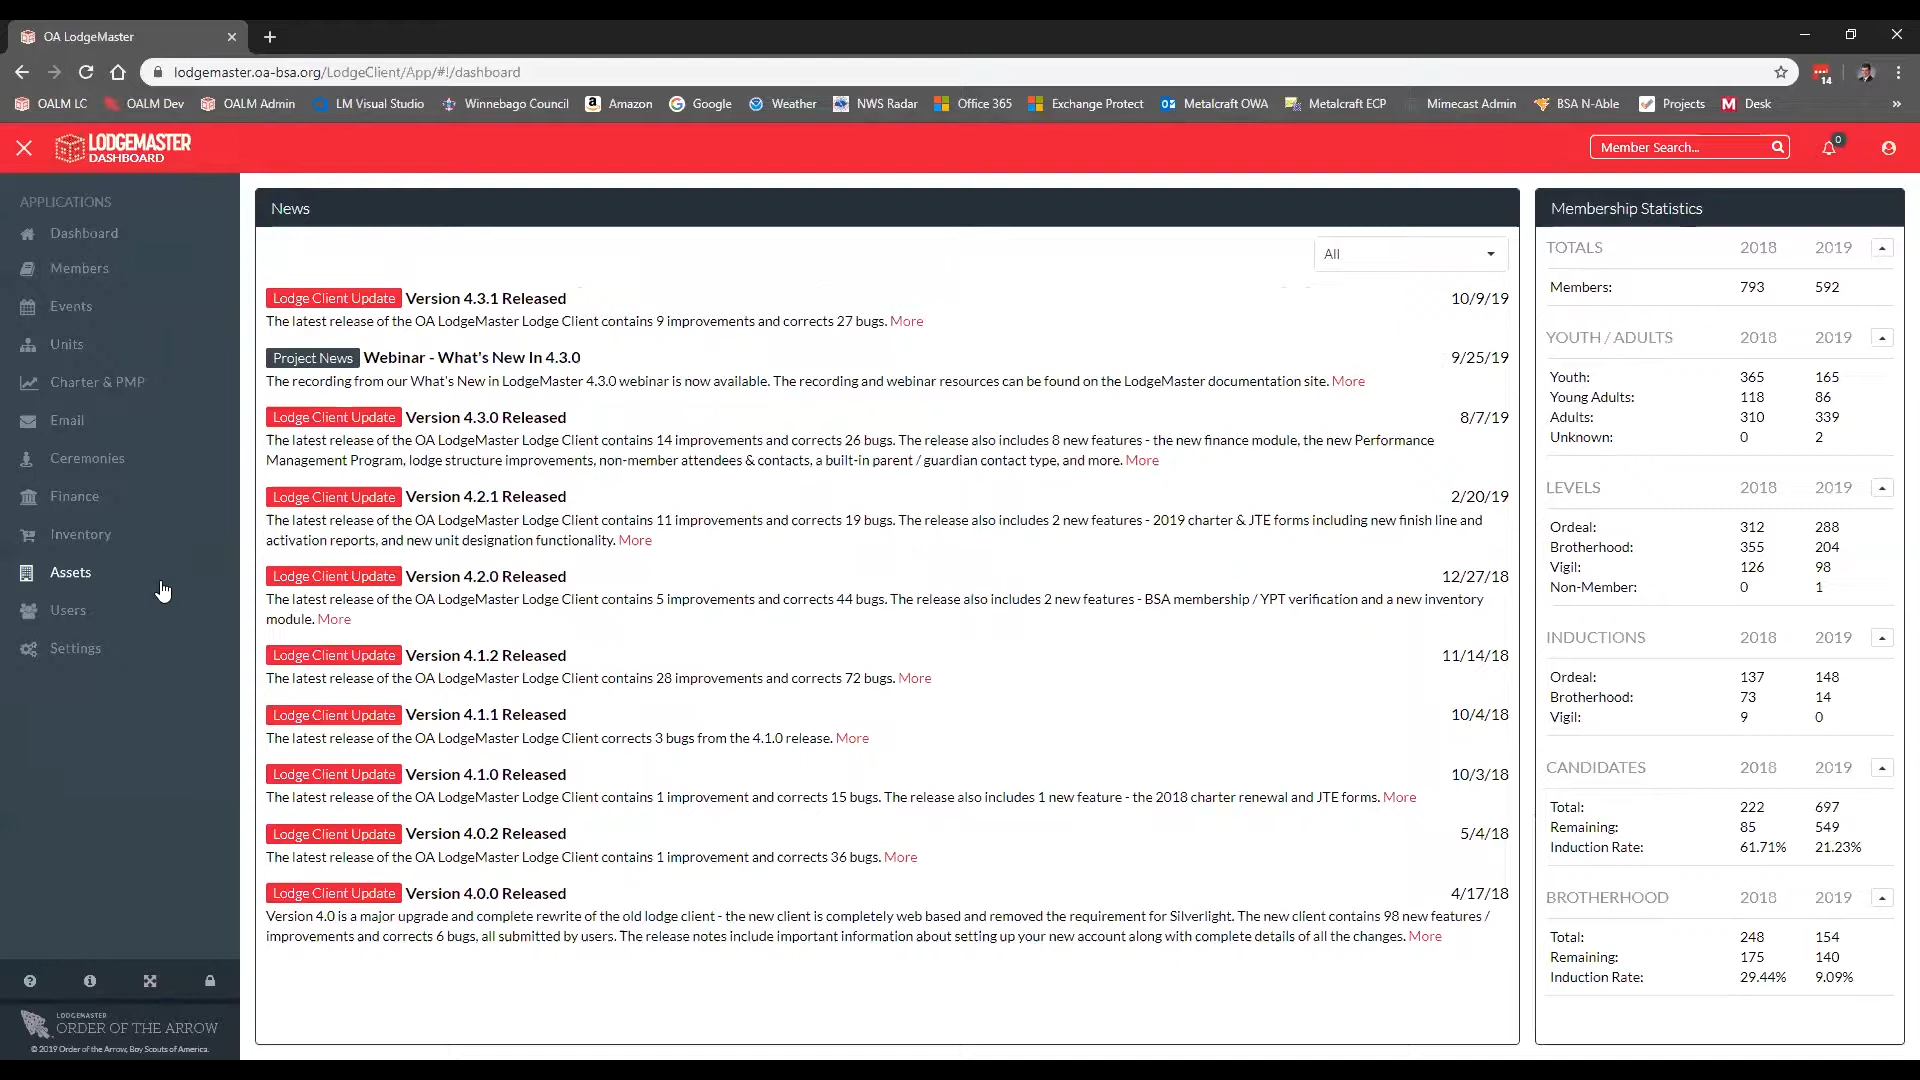 OA LodgeMaster
lodgemaster.oa-bsa.org/LodgeClient/App/#!/dashboard
14
OALM LC
OALM Dev
OALM Admin
LM Visual Studio
Winnebago Council
Amazon
Google
Weather
NWS Radar
Office 365
Exchange Protect
Metalcraft OWA
Metalcraft ECP
Mimecast Admin
BSA N-Able
Projects
Desk
LODGEMASTER
DASHBOARD
Member Search...
0
APPLICATIONS
Dashboard
Members
Events
Units
Charter & PMP
Email
Ceremonies
Finance
Inventory
Assets
Users
Settings
LODGEMASTER
ORDER OF THE ARROW
© 2019 Order of the Arrow, Boy Scouts of America.
News
All
Lodge Client Update Version 4.3.1 Released 10/9/19
The latest release of the OA LodgeMaster Lodge Client contains 9 improvements and corrects 27 bugs. More
Project News Webinar - What's New In 4.3.0 9/25/19
The recording from our What's New in LodgeMaster 4.3.0 webinar is now available. The recording and webinar resources can be found on the LodgeMaster documentation site. More
Lodge Client Update Version 4.3.0 Released 8/7/19
The latest release of the OA LodgeMaster Lodge Client contains 14 improvements and corrects 26 bugs. The release also includes 8 new features - the new finance module, the new Performance
Management Program, lodge structure improvements, non-member attendees & contacts, a built-in parent / guardian contact type, and more. More
Lodge Client Update Version 4.2.1 Released 2/20/19
The latest release of the OA LodgeMaster Lodge Client contains 11 improvements and corrects 19 bugs. The release also includes 2 new features - 2019 charter & JTE forms including new finish line and
activation reports, and new unit designation functionality. More
Lodge Client Update Version 4.2.0 Released 12/27/18
The latest release of the OA LodgeMaster Lodge Client contains 5 improvements and corrects 44 bugs. The release also includes 2 new features - BSA membership / YPT verification and a new inventory
module. More
Lodge Client Update Version 4.1.2 Released 11/14/18
The latest release of the OA LodgeMaster Lodge Client contains 28 improvements and corrects 72 bugs. More
Lodge Client Update Version 4.1.1 Released 10/4/18
The latest release of the OA LodgeMaster Lodge Client corrects 3 bugs from the 4.1.0 release. More
Lodge Client Update Version 4.1.0 Released 10/3/18
The latest release of the OA LodgeMaster Lodge Client contains 1 improvement and corrects 15 bugs. The release also includes 1 new feature - the 2018 charter renewal and JTE forms. More
Lodge Client Update Version 4.0.2 Released 5/4/18
The latest release of the OA LodgeMaster Lodge Client contains 1 improvement and corrects 36 bugs. More
Lodge Client Update Version 4.0.0 Released 4/17/18
Version 4.0 is a major upgrade and complete rewrite of the old lodge client - the new client is completely web based and removed the requirement for Silverlight. The new client contains 98 new features /
improvements and corrects 6 bugs, all submitted by users. The release notes include important information about setting up your new account along with complete details of all the changes. More
Membership Statistics
TOTALS 2018 2019
Members: 793 592
YOUTH / ADULTS 2018 2019
Youth: 365 165
Young Adults: 118 86
Adults: 310 339
Unknown: 0 2
LEVELS 2018 2019
Ordeal: 312 288
Brotherhood: 355 204
Vigil: 126 98
Non-Member: 0 1
INDUCTIONS 2018 2019
Ordeal: 137 148
Brotherhood: 73 14
Vigil: 9 0
CANDIDATES 2018 2019
Total: 222 697
Remaining: 85 549
Induction Rate: 61.71% 21.23%
BROTHERHOOD 2018 2019
Total: 248 154
Remaining: 175 140
Induction Rate: 29.44% 9.09%